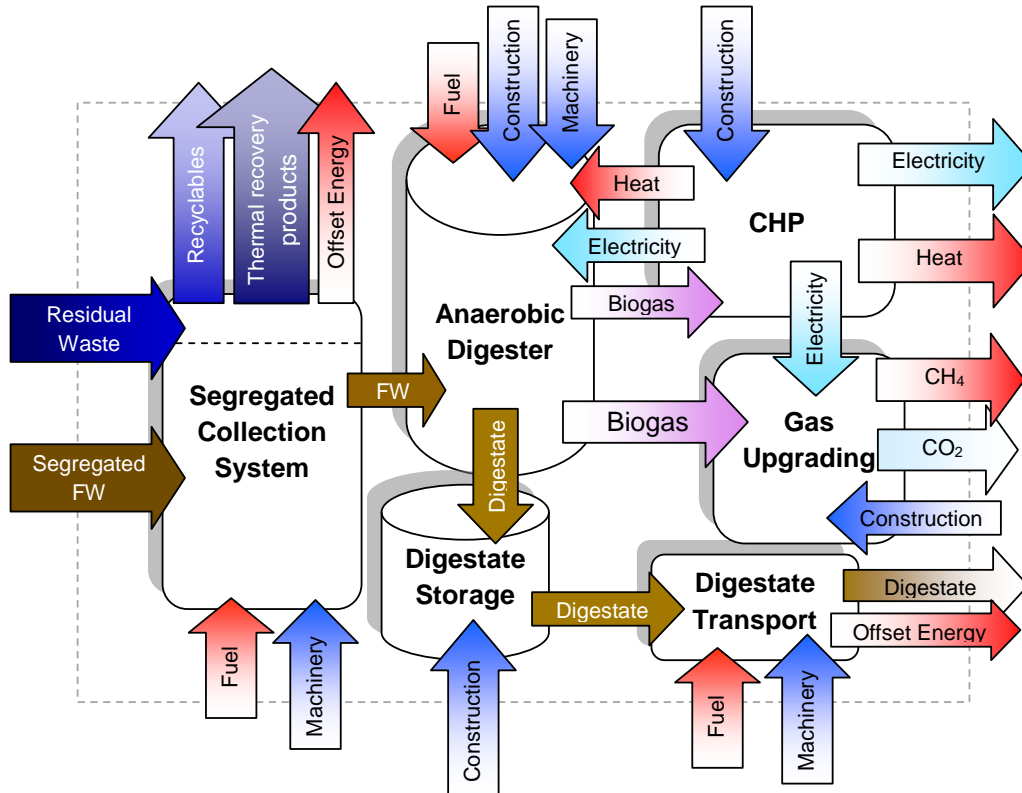 Recyclables
Thermal recovery
products
Offset Energy
Fuel
Construction
Machinery
Construction
Residual
Waste
Segregated
FW
Segregated
Collection
System
Fuel
Machinery
FW
Anaerobic
Digester
Heat
Electricity
Biogas
Biogas
CHP
Electricity
Heat
Electricity
Gas
Upgrading
CH₄
CO₂
Construction
Digestate
Digestate
Storage
Construction
Digestate
Digestate
Transport
Digestate
Offset Energy
Fuel
Machinery